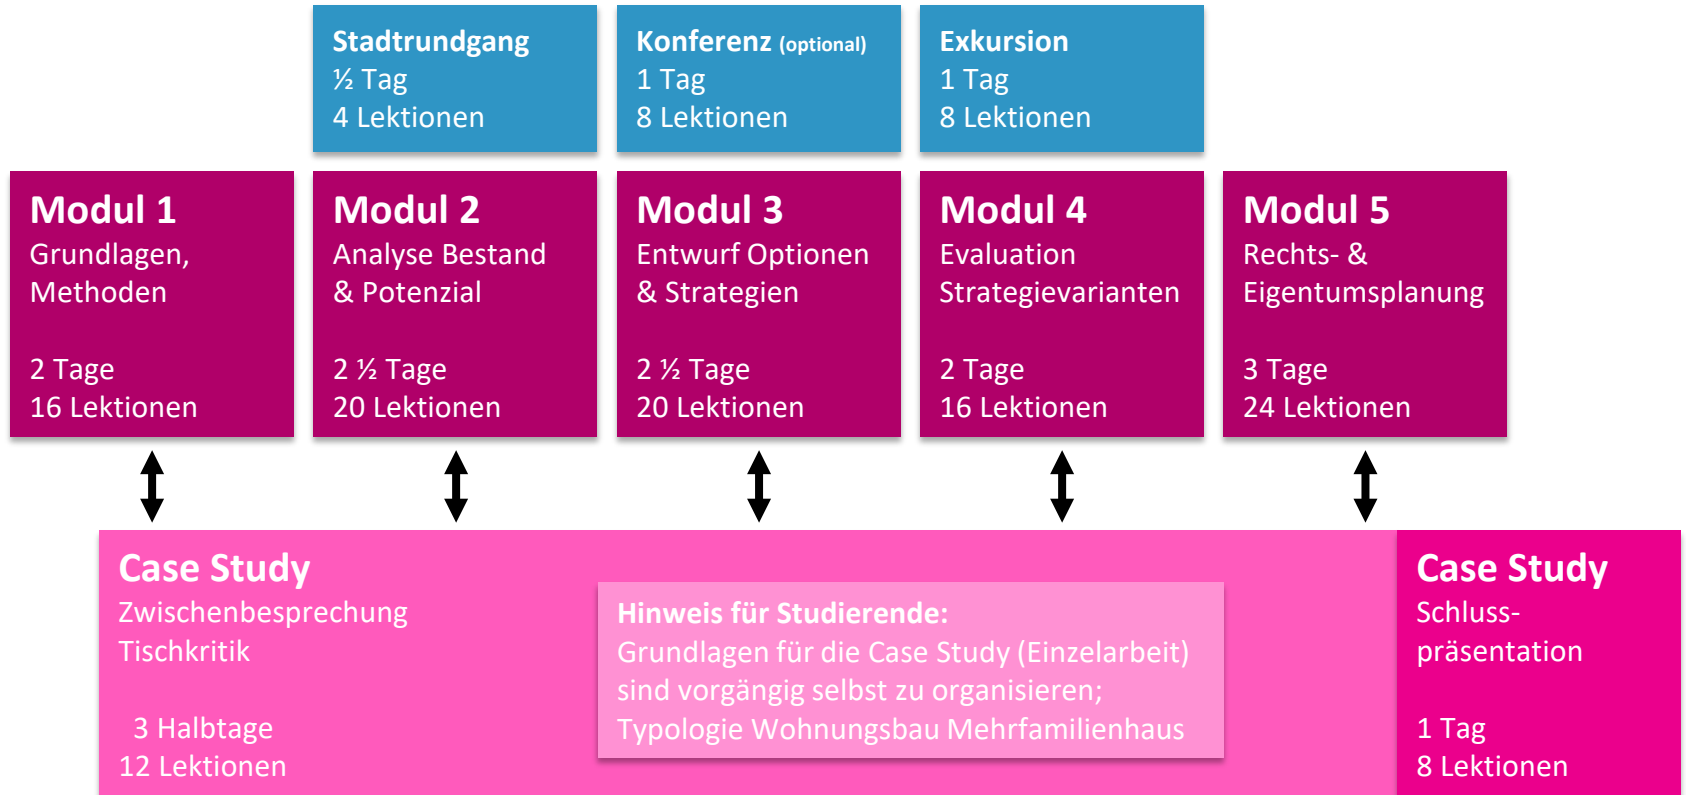 Stadtrundgang
½ Tag
4 Lektionen
Konferenz (optional)
1 Tag
8 Lektionen
Exkursion
1 Tag
8 Lektionen
Modul 1
Grundlagen,
Methoden
2 Tage
16 Lektionen
Modul 2
Analyse Bestand
& Potenzial
2 ½ Tage
20 Lektionen
Modul 3
Entwurf Optionen
& Strategien
2 ½ Tage
20 Lektionen
Modul 4
Evaluation
Strategievarianten
2 Tage
16 Lektionen
Modul 5
Rechts- &
Eigentumsplanung
3 Tage
24 Lektionen
Case Study
Zwischenbesprechung
Tischkritik
3 Halbtage
12 Lektionen
Hinweis für Studierende:
Grundlagen für die Case Study (Einzelarbeit)
sind vorgängig selbst zu organisieren;
Typologie Wohnungsbau Mehrfamilienhaus
Case Study
Schluss-
präsentation
1 Tag
8 Lektionen